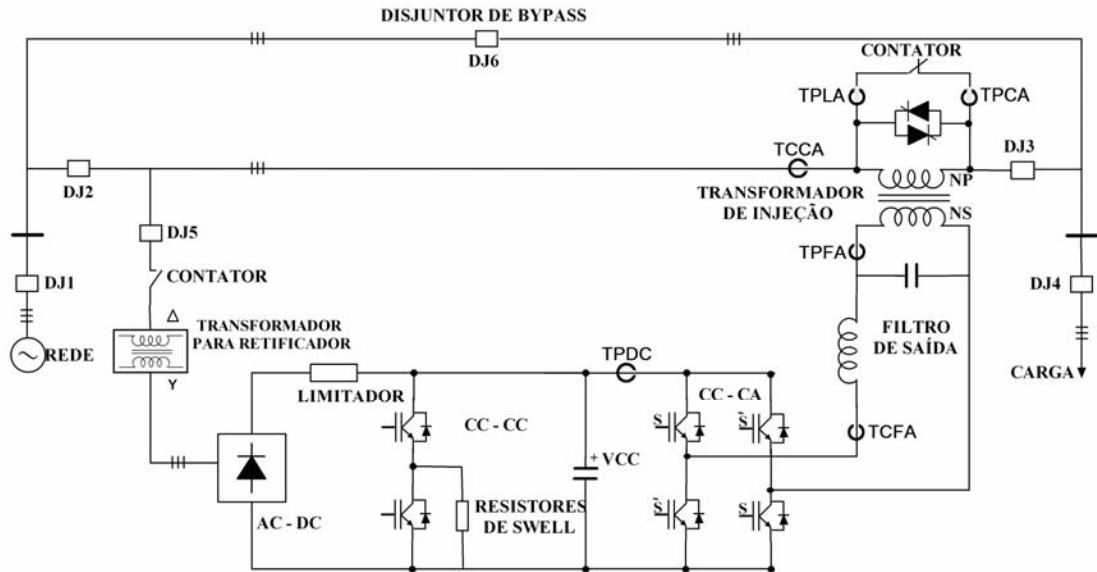 DISJUNTOR DE BYPASS
DJ6
CONTATOR
TPLA
TPCA
DJ2
TCCA
DJ3
TRANSFORMADOR
DE INJEÇÃO
NP
NS
DJ5
TPFA
CONTATOR
DJ1
DJ4
Δ
TRANSFORMADOR
PARA RETIFICADOR
Y
REDE
FILTRO
DE SAÍDA
TPDC
LIMITADOR
CARGA
CC - CC
CC - CA
S
S̄
TCFA
+ VCC
RESISTORES
DE SWELL
S̄
S
AC - DC